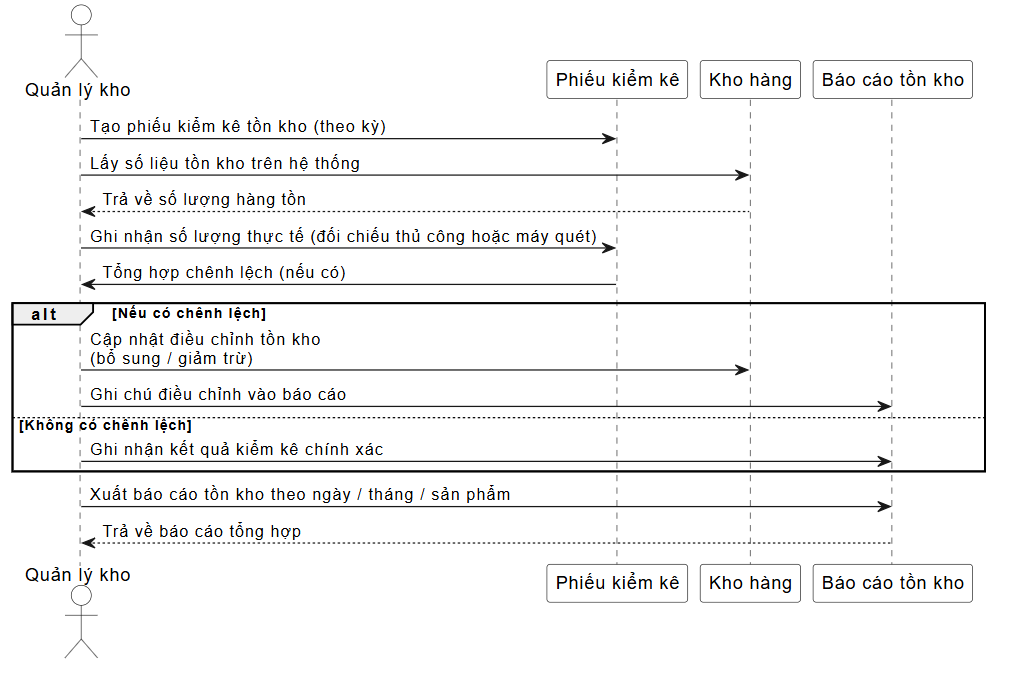 Quản lý kho
Phiếu kiểm kê
Kho hàng
Báo cáo tồn kho
Tạo phiếu kiểm kê tồn kho (theo kỳ)
Lấy số liệu tồn kho trên hệ thống
Trả về số lượng hàng tồn
Ghi nhận số lượng thực tế (đối chiếu thủ công hoặc máy quét)
Tổng hợp chênh lệch (nếu có)
alt
[Nếu có chênh lệch]
Cập nhật điều chỉnh tồn kho
(bổ sung / giảm trừ)
Ghi chú điều chỉnh vào báo cáo
[Không có chênh lệch]
Ghi nhận kết quả kiểm kê chính xác
Xuất báo cáo tồn kho theo ngày / tháng / sản phẩm
Trả về báo cáo tổng hợp
Quản lý kho
Phiếu kiểm kê
Kho hàng
Báo cáo tồn kho